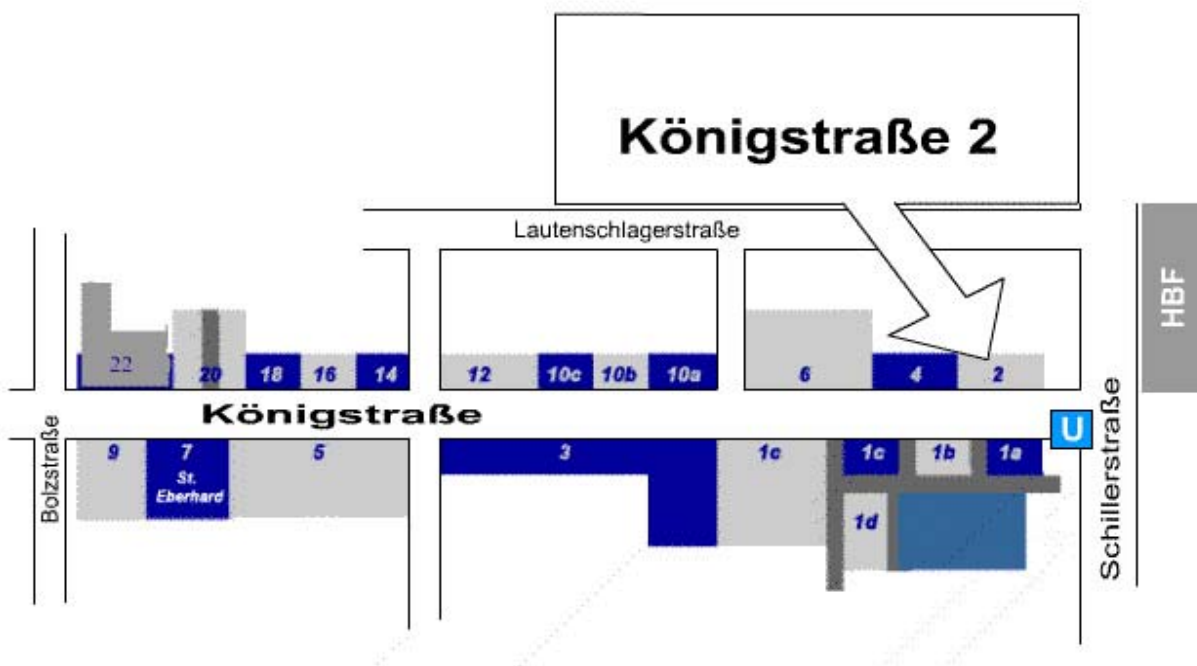 Königstraße 2
Lautenschlagerstraße
HBF
22
20
18
16
14
12
10c
10b
10a
6
4
2
Königstraße
U
Bolzstraße
Schillerstraße
9
7
St.
Eberhard
5
3
1e
1c
1b
1a
1d